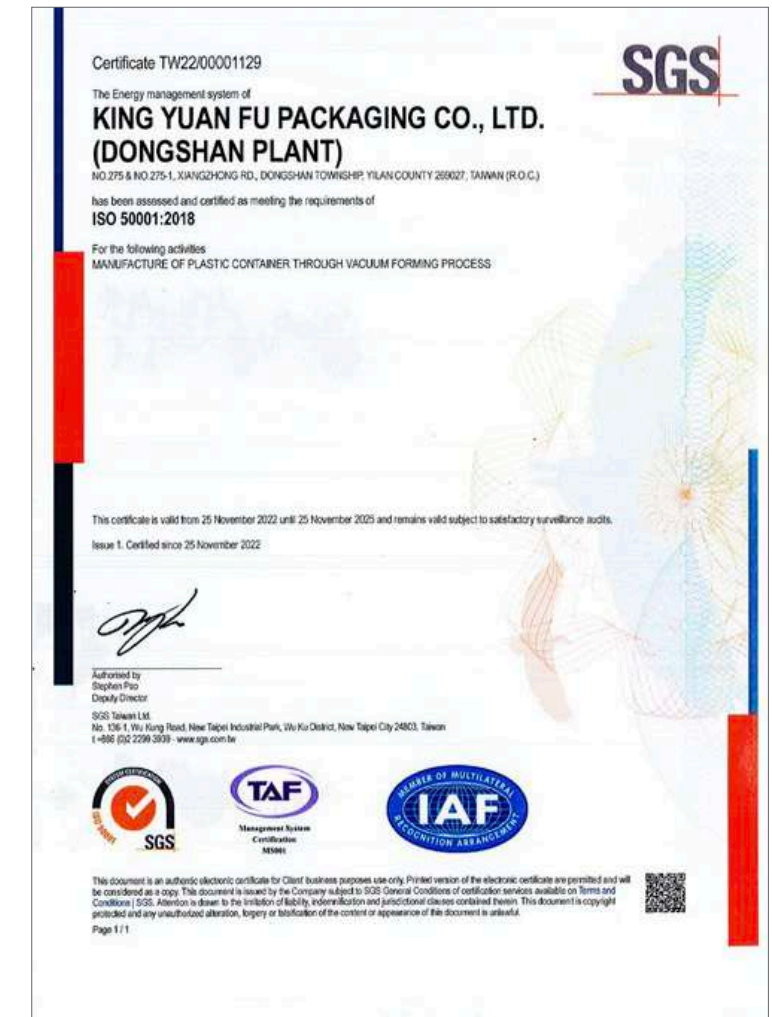 Certificate TW22/00001129
SGS
The Energy management system of
KING YUAN FU PACKAGING CO., LTD.
(DONGSHAN PLANT)
NO.275 & NO.275-1, XIANGZHONG RD., DONGSHAN TOWNSHIP, YILAN COUNTY 269027, TAIWAN (R.O.C.)
has been assessed and certified as meeting the requirements of
ISO 50001:2018
For the following activities
MANUFACTURE OF PLASTIC CONTAINER THROUGH VACUUM FORMING PROCESS
This certificate is valid from 25 November 2022 until 25 November 2025 and remains valid subject to satisfactory surveillance audits.
Issue 1. Certified since 25 November 2022
Authorised by
Stephen Pao
Deputy Director
SGS Taiwan Ltd.
No. 136-1, Wu Kung Road, New Taipei Industrial Park, Wu Ku District, New Taipei City 24803, Taiwan
t +886 (0)2 2299 3939 - www.sgs.com.tw
SYSTEM CERTIFICATION
ISO 50001
SGS
TAF
Management System
Certification
MS001
MEMBER OF MULTILATERAL
IAF
RECOGNITION ARRANGEMENT
This document is an authentic electronic certificate for Client' business purposes use only. Printed version of the electronic certificate are permitted and will
be considered as a copy. This document is issued by the Company subject to SGS General Conditions of certification services available on Terms and
Conditions | SGS. Attention is drawn to the limitation of liability, indemnification and jurisdictional clauses contained therein. This document is copyright
protected and any unauthorized alteration, forgery or falsification of the content or appearance of this document is unlawful.
Page 1 / 1